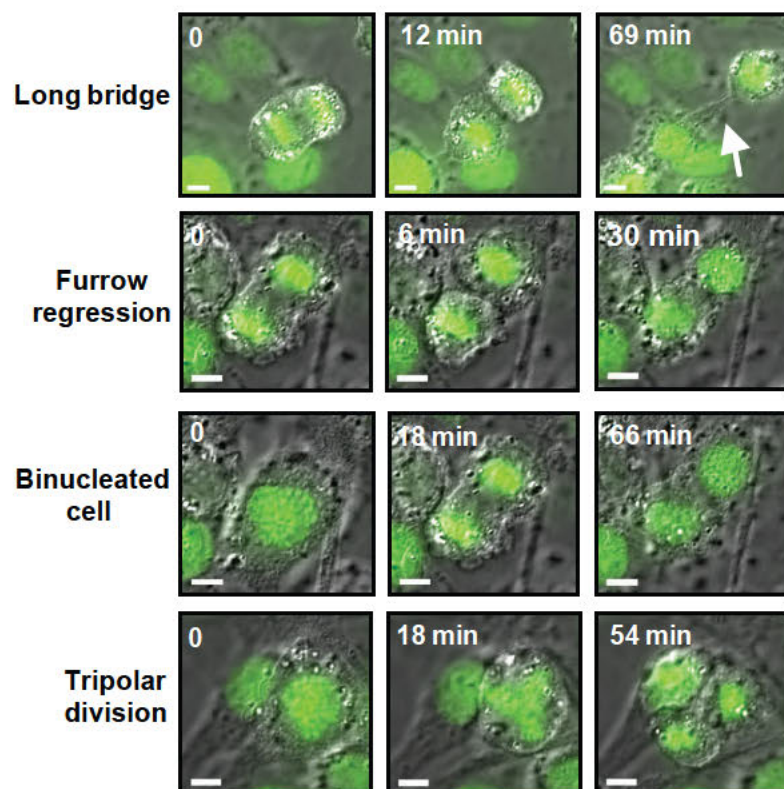 0
12 min
69 min
Long bridge
0
6 min
30 min
Furrow
regression
0
18 min
66 min
Binucleated
cell
0
18 min
54 min
Tripolar
division